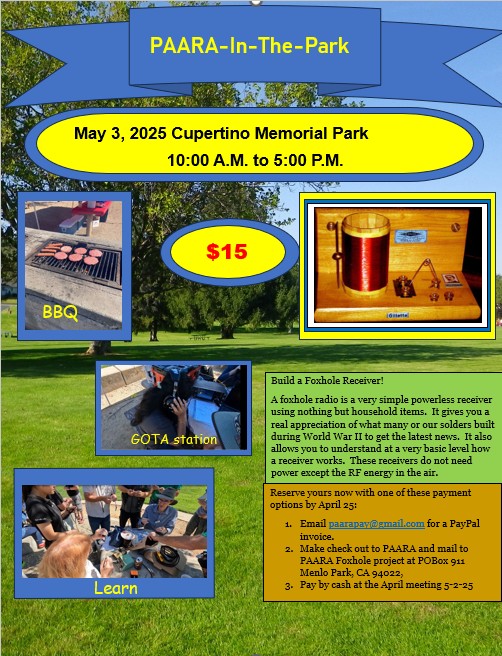 PAARA-In-The-Park
May 3, 2025 Cupertino Memorial Park
10:00 A.M. to 5:00 P.M.
$15
BBQ
Gillette
GOTA station
Build a Foxhole Receiver!
A foxhole radio is a very simple powerless receiver
using nothing but household items. It gives you a
real appreciation of what many or our solders built
during World War II to get the latest news. It also
allows you to understand at a very basic level how
a receiver works. These receivers do not need
power except the RF energy in the air.
Learn
Reserve yours now with one of these payment
options by April 25:
1. Email paarapay@gmail.com for a PayPal
invoice.
2. Make check out to PAARA and mail to
PAARA Foxhole project at POBox 911
Menlo Park, CA 94022,
3. Pay by cash at the April meeting 5-2-25